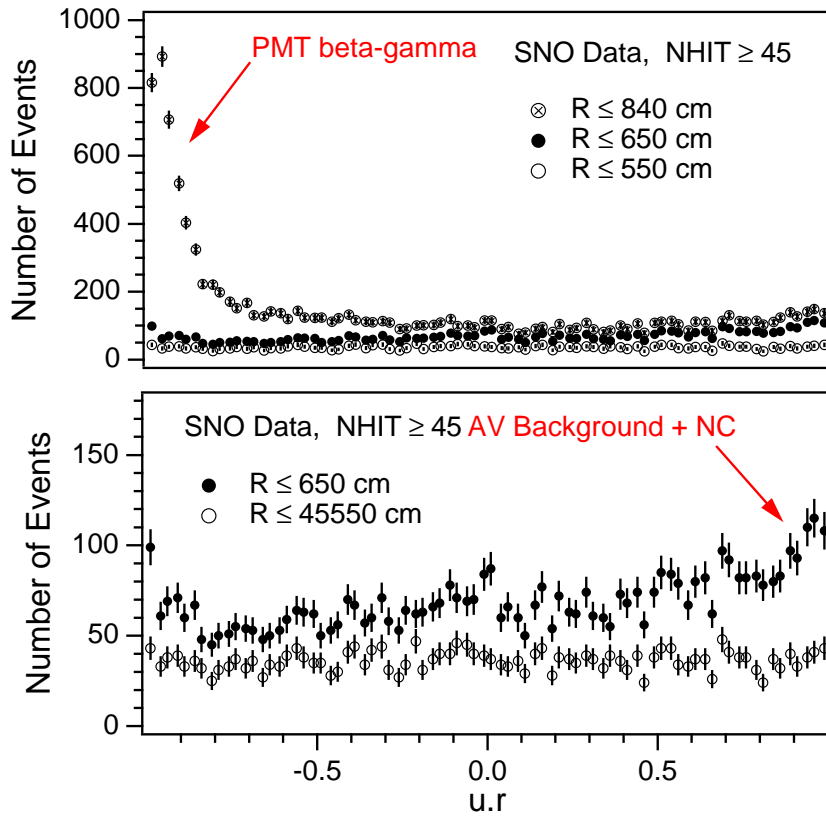 1000
800
600
400
200
0
Number of Events
PMT beta-gamma
SNO Data, NHIT ≥ 45
R ≤ 840 cm
R ≤ 650 cm
R ≤ 550 cm
150
100
50
0
Number of Events
SNO Data, NHIT ≥ 45 AV Background + NC
R ≤ 650 cm
R ≤ 45550 cm
-0.5 0.0 0.5
u.r